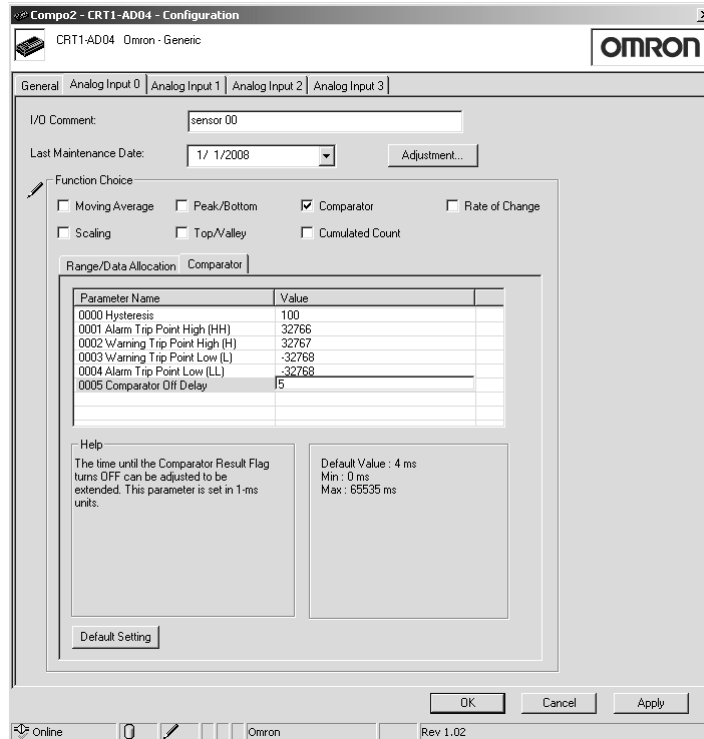 Compo2 - CRT1-AD04 - Configuration
CRT1-AD04 Omron - Generic
OMRON
General Analog Input 0 Analog Input 1 Analog Input 2 Analog Input 3
I/O Comment: sensor 00
Last Maintenance Date: 1/ 1/2008 Adjustment...
Function Choice
Moving Average Peak/Bottom Comparator Rate of Change
Scaling Top/Valley Cumulated Count
Range/Data Allocation Comparator
Parameter Name Value
0000 Hysteresis 100
0001 Alarm Trip Point High (HH) 32766
0002 Warning Trip Point High (H) 32767
0003 Warning Trip Point Low (L) -32768
0004 Alarm Trip Point Low (LL) -32768
0005 Comparator Off Delay 5
Help
The time until the Comparator Result Flag
turns OFF can be adjusted to be
extended. This parameter is set in 1-ms
units.
Default Value : 4 ms
Min : 0 ms
Max : 65535 ms
Default Setting
OK Cancel Apply
Online Omron Rev 1.02